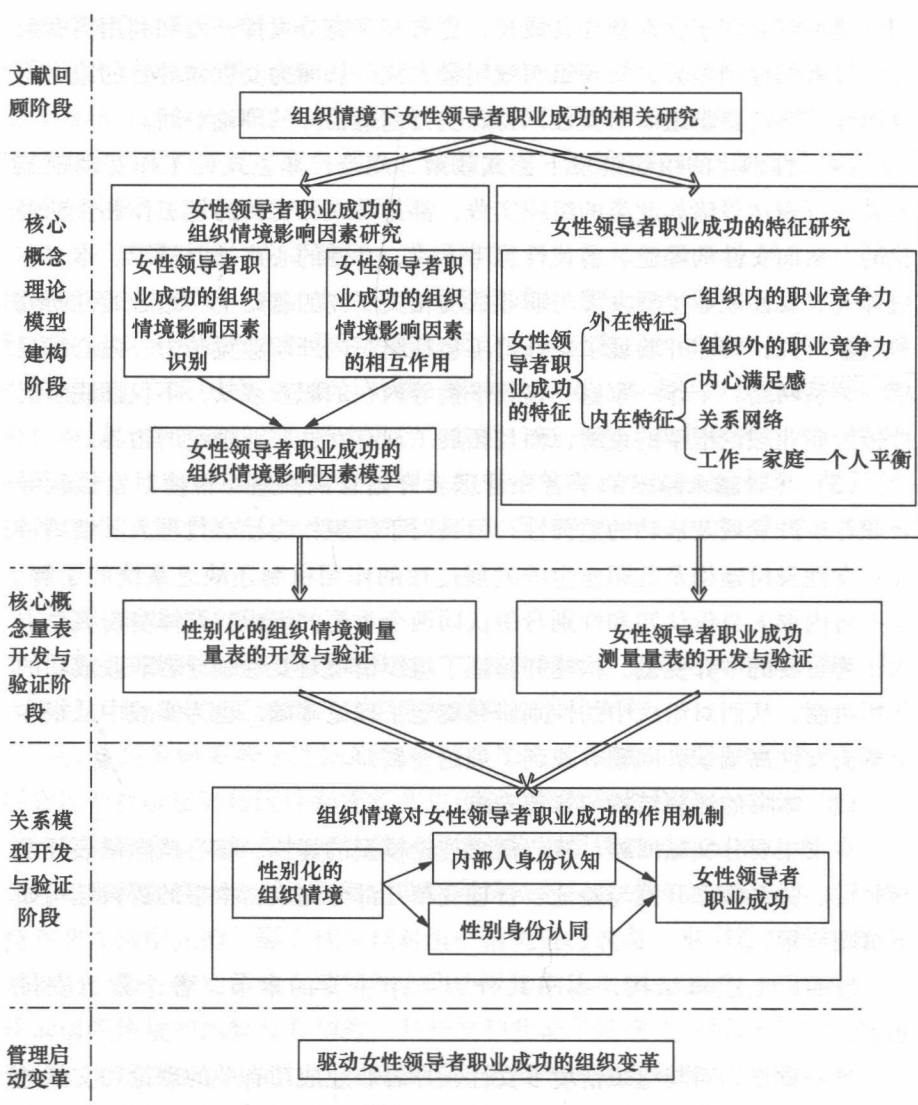 文献回
顾阶段
组织情境下女性领导者职业成功的相关研究
核心
概念
理论
模型
建构
阶段
女性领导者职业成功的
组织情境影响因素研究
女性领导者职
业成功的组织
情境影响因素
识别
女性领导者职
业成功的组织
情境影响因素
的相互作用
女性领导者职业成功的
组织情境影响因素模型
女性领导者职业成功的特征研究
女性领
导者职
业成功
的特征
外在特征
组织内的职业竞争力
组织外的职业竞争力
内在特征
内心满足感
关系网络
工作—家庭—个人平衡
核心概
念量表
开发与
验证阶
段
性别化的组织情境测量
量表的开发与验证
女性领导者职业成功
测量量表的开发与验证
关系模
型开发
与验证
阶段
组织情境对女性领导者职业成功的作用机制
性别化的
组织情境
内部人身份认知
性别身份认同
女性领导者
职业成功
管理启
动变革
驱动女性领导者职业成功的组织变革